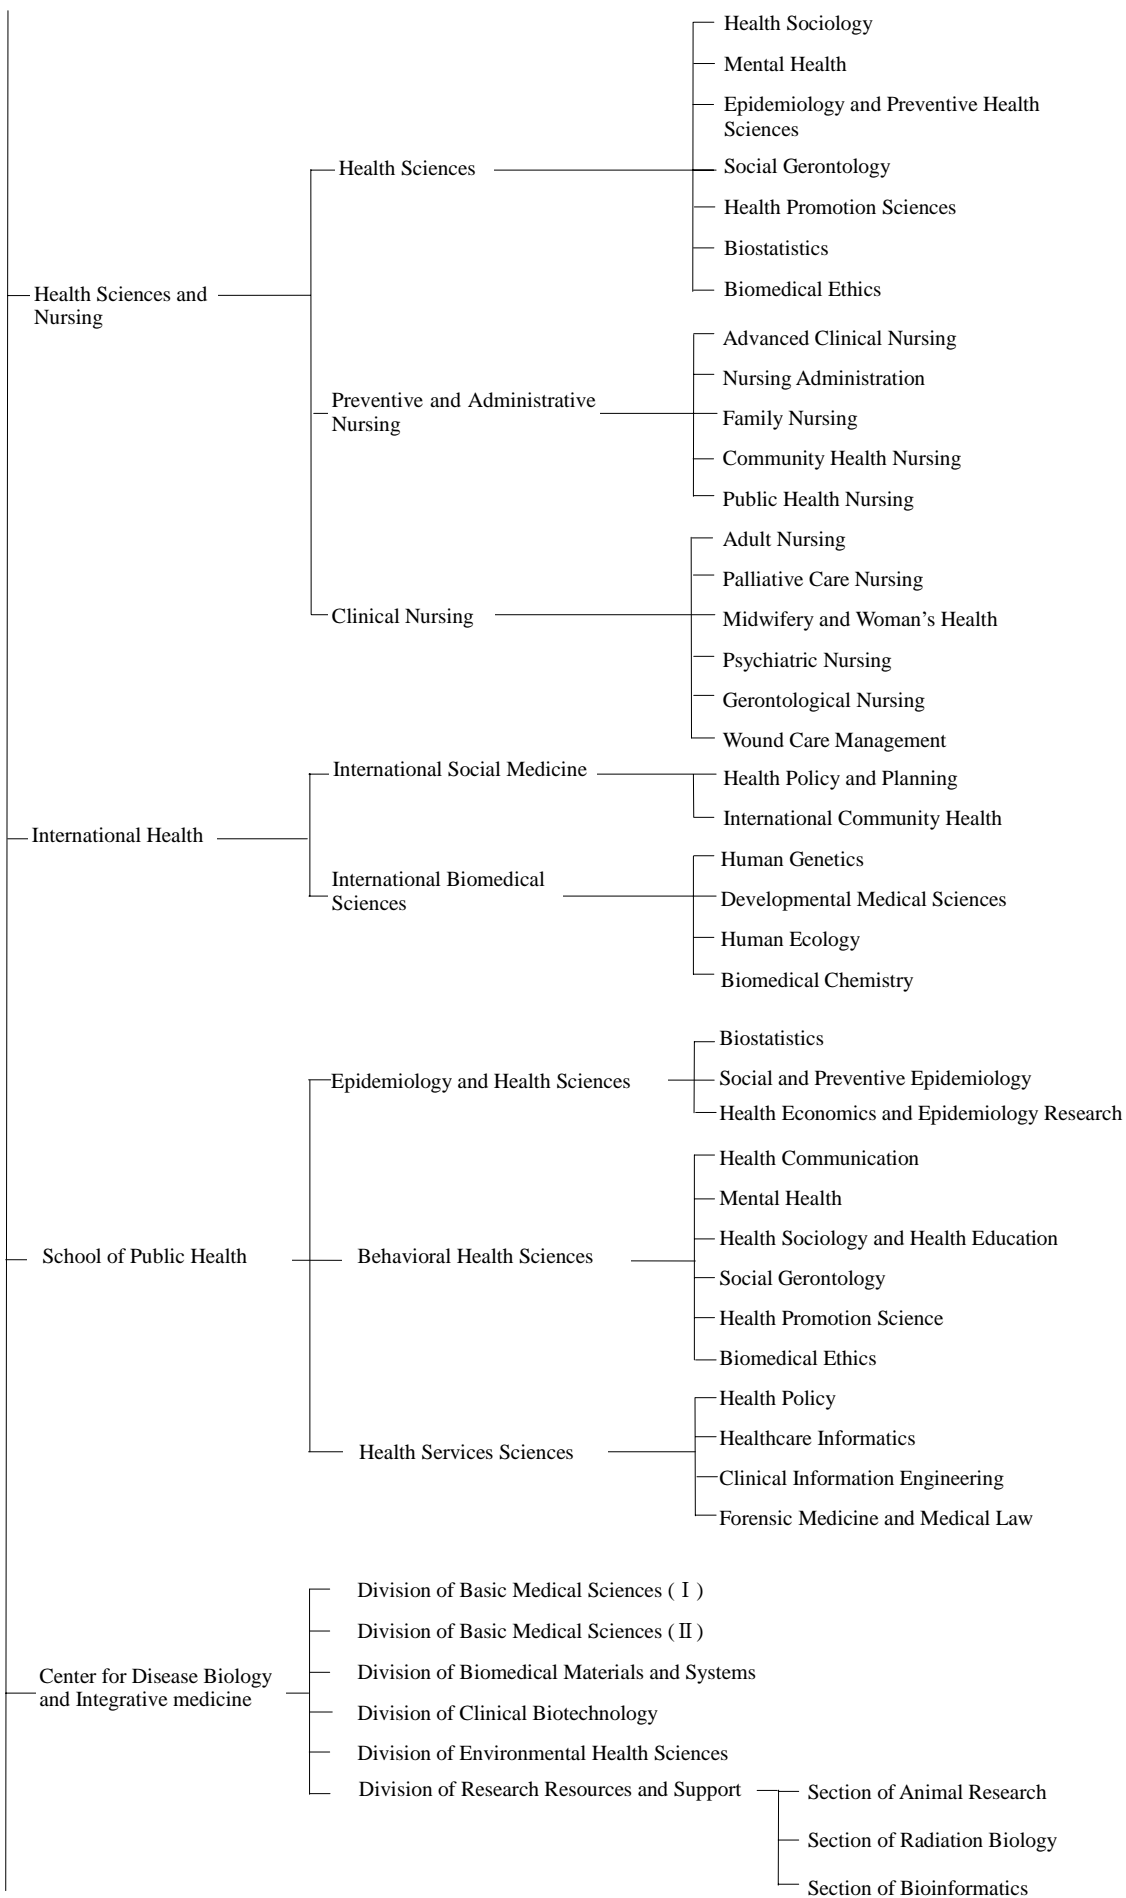 Health Sociology
Mental Health
Epidemiology and Preventive Health
Sciences
Health Sciences
Social Gerontology
Health Promotion Sciences
Biostatistics
Biomedical Ethics
Health Sciences and
Nursing
Advanced Clinical Nursing
Nursing Administration
Preventive and Administrative
Nursing
Family Nursing
Community Health Nursing
Public Health Nursing
Adult Nursing
Palliative Care Nursing
Clinical Nursing
Midwifery and Woman's Health
Psychiatric Nursing
Gerontological Nursing
Wound Care Management
International Social Medicine
Health Policy and Planning
International Community Health
International Health
Human Genetics
International Biomedical
Sciences
Developmental Medical Sciences
Human Ecology
Biomedical Chemistry
Biostatistics
Epidemiology and Health Sciences
Social and Preventive Epidemiology
Health Economics and Epidemiology Research
Health Communication
Mental Health
Health Sociology and Health Education
School of Public Health
Behavioral Health Sciences
Social Gerontology
Health Promotion Science
Biomedical Ethics
Health Policy
Healthcare Informatics
Health Services Sciences
Clinical Information Engineering
Forensic Medicine and Medical Law
Division of Basic Medical Sciences (Ⅰ)
Division of Basic Medical Sciences (Ⅱ)
Center for Disease Biology
and Integrative medicine
Division of Biomedical Materials and Systems
Division of Clinical Biotechnology
Division of Environmental Health Sciences
Division of Research Resources and Support
Section of Animal Research
Section of Radiation Biology
Section of Bioinformatics